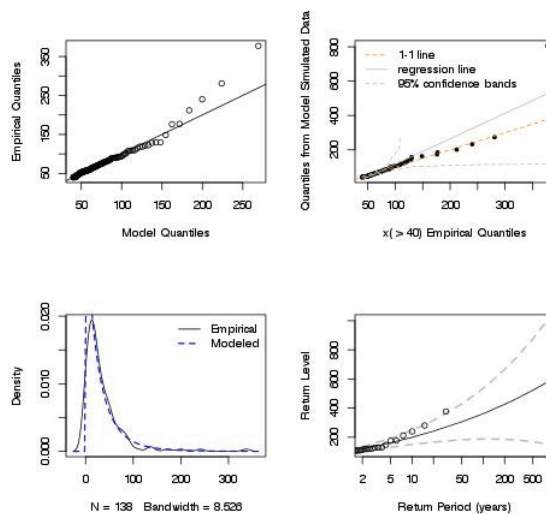 Empirical Quantiles
50 150 250 350
50 100 150 200 250
Model Quantiles
Quantiles from Model Simulated Data
200 400 600 800
1-1 line
regression line
95% confidence bands
50 100 200 300
x( > 40) Empirical Quantiles
Density
0.000 0.010 0.020
Empirical
Modeled
0 100 200 300
N = 138 Bandwidth = 8.526
Return Level
200 400 600 800
2 5 10 20 50 100 200 500
Return Period (years)